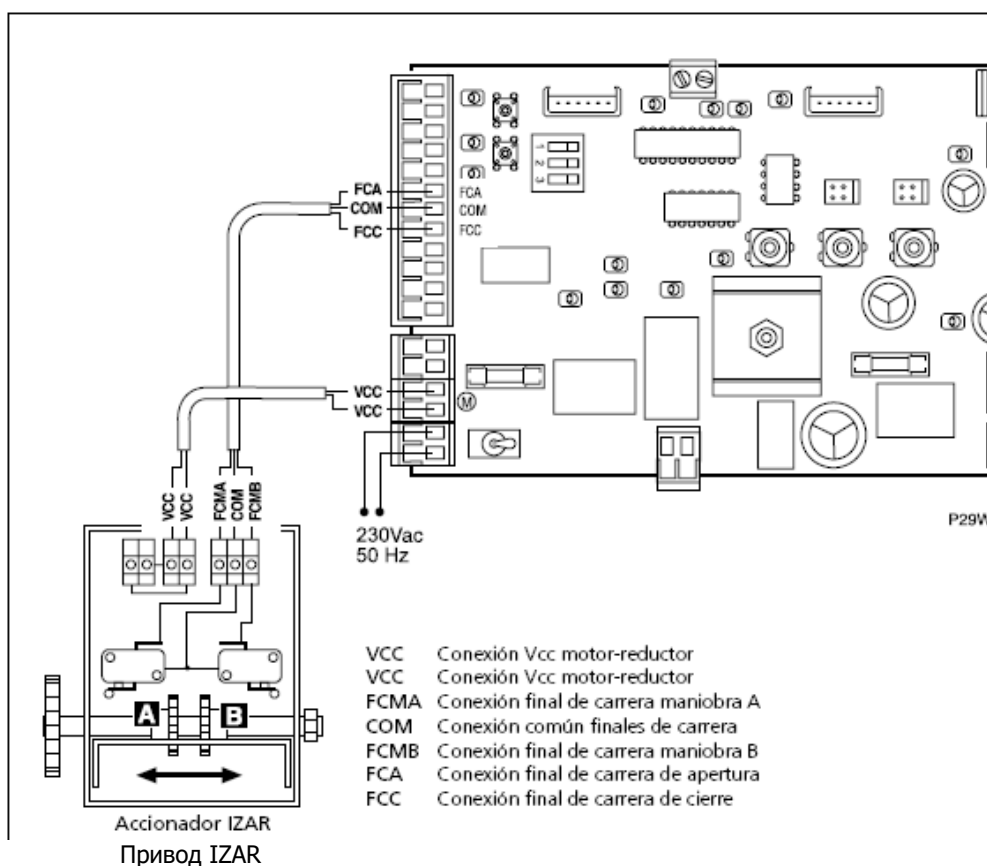 1
2
3
FCA
COM
FCC
FCA
COM
FCC
VCC
VCC
M
VCC
VCC
FCMA
COM
FCMB
230Vac
50 Hz
P29W
A
B
VCC Conexión Vcc motor-reductor
VCC Conexión Vcc motor-reductor
FCMA Conexión final de carrera maniobra A
COM Conexión común finales de carrera
FCMB Conexión final de carrera maniobra B
FCA Conexión final de carrera de apertura
FCC Conexión final de carrera de cierre
Accionador IZAR
Привод IZAR